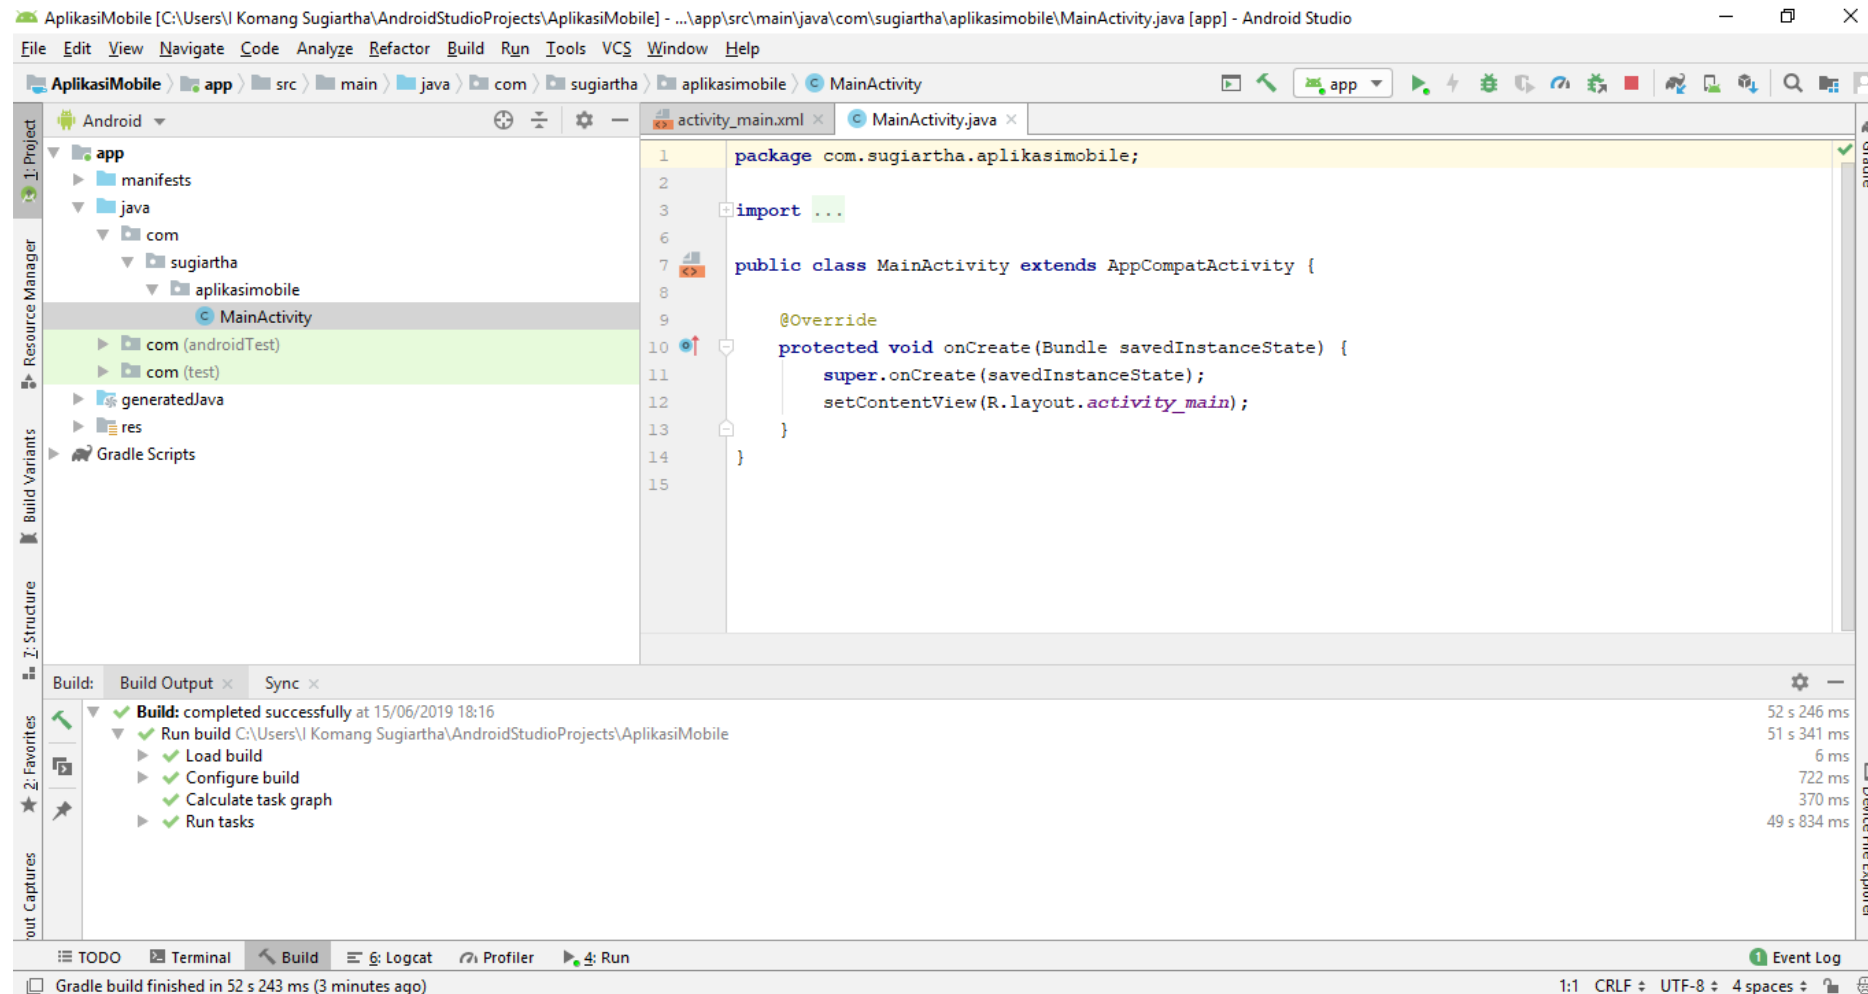 AplikasiMobile [C:\Users\I Komang Sugiartha\AndroidStudioProjects\AplikasiMobile] - ...\app\src\main\java\com\sugiartha\aplikasimobile\MainActivity.java [app] - Android Studio
File Edit View Navigate Code Analyze Refactor Build Run Tools VCS Window Help
AplikasiMobile app src main java com sugiartha aplikasimobile MainActivity app
1: Project
Resource Manager
Build Variants
7: Structure
2: Favorites
out Captures
Android
app
manifests
java
com
sugiartha
aplikasimobile
MainActivity
com (androidTest)
com (test)
generatedJava
res
Gradle Scripts
activity_main.xml MainActivity.java
1 package com.sugiartha.aplikasimobile;
2
3 import ...
6
7 public class MainActivity extends AppCompatActivity {
8
9 @Override
10 protected void onCreate(Bundle savedInstanceState) {
11 super.onCreate(savedInstanceState);
12 setContentView(R.layout.activity_main);
13 }
14 }
15
Gradle
Device File Explorer
Build: Build Output Sync
Build: completed successfully at 15/06/2019 18:16 52 s 246 ms
Run build C:\Users\I Komang Sugiartha\AndroidStudioProjects\AplikasiMobile 51 s 341 ms
Load build 6 ms
Configure build 722 ms
Calculate task graph 370 ms
Run tasks 49 s 834 ms
TODO Terminal Build 6: Logcat Profiler 4: Run 1 Event Log
Gradle build finished in 52 s 243 ms (3 minutes ago) 1:1 CRLF UTF-8 4 spaces